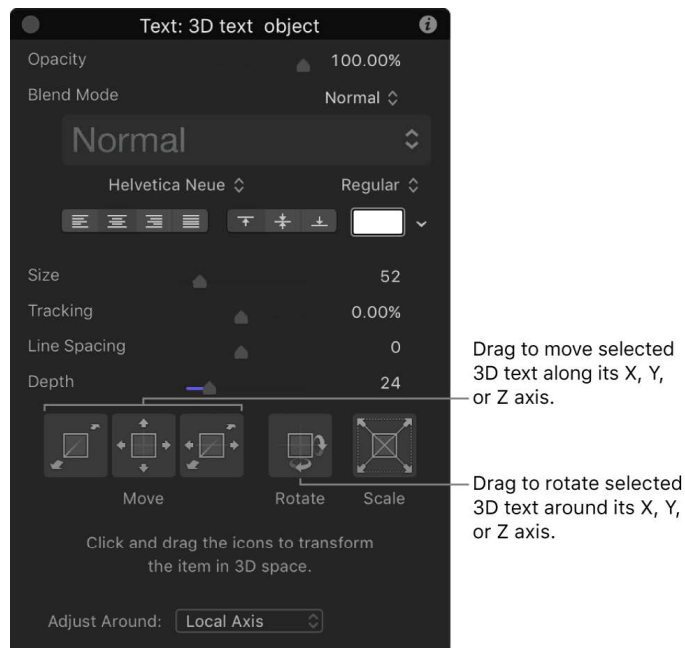 Text: 3D text object
Opacity 100.00%
Blend Mode Normal
Normal
Helvetica Neue Regular
Size 52
Tracking 0.00%
Line Spacing 0
Depth 24
Drag to move selected
3D text along its X, Y,
or Z axis.
Move Rotate Scale
Drag to rotate selected
3D text around its X, Y,
or Z axis.
Click and drag the icons to transform
the item in 3D space.
Adjust Around: Local Axis